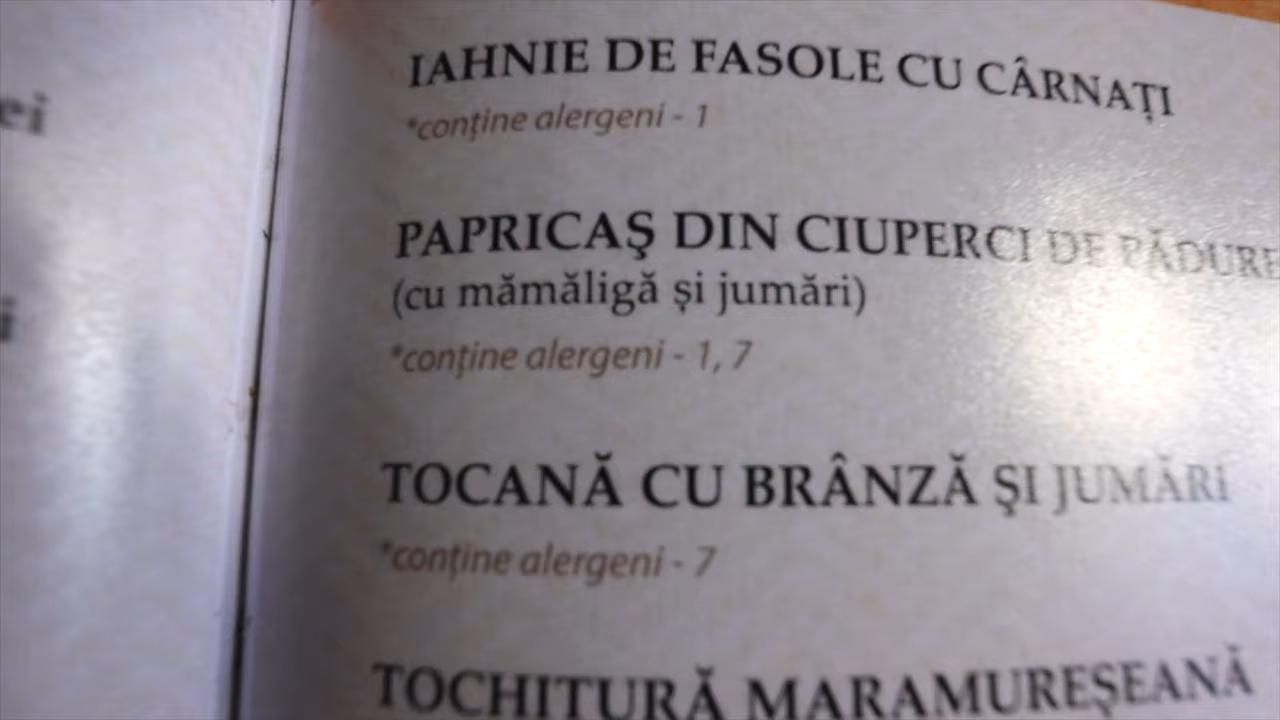 IAHNIE DE FASOLE CU CÂRNAȚI
*conține alergeni - 1
PAPRICAŞ DIN CIUPERCI DE PĂDURE
(cu mămăligă și jumări)
*conține alergeni - 1, 7
TOCANĂ CU BRÂNZĂ ŞI JUMĂRI
*conține alergeni - 7
TOCHITURĂ MARAMUREŞEANĂ